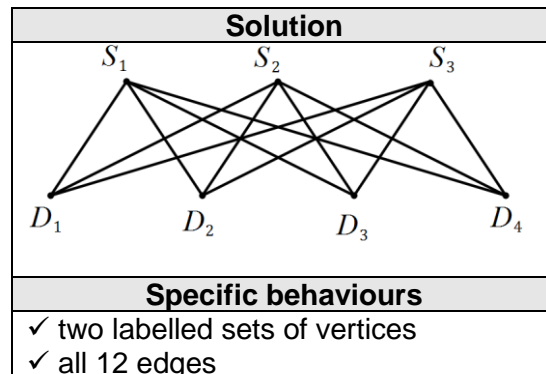 Solution
S₁ S₂ S₃
D₁ D₂ D₃ D₄
Specific behaviours
✓ two labelled sets of vertices
✓ all 12 edges